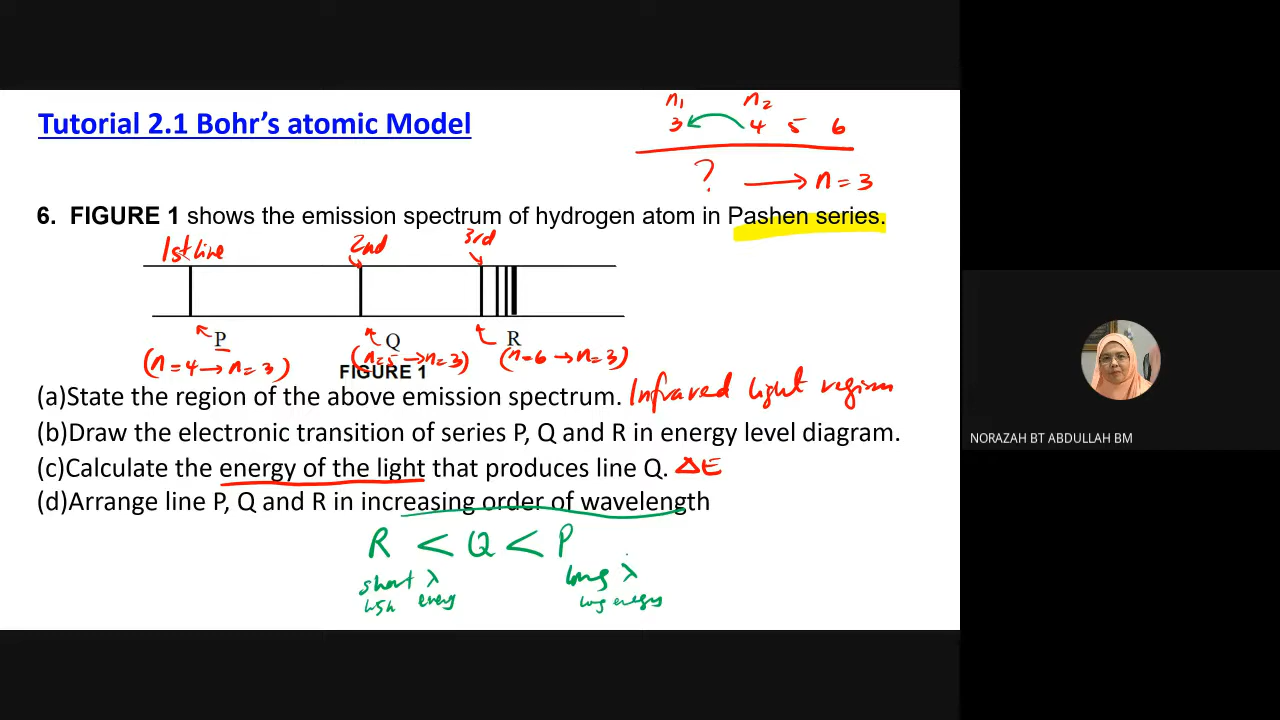 n1 n2
3 4 5 6
? → n = 3
Tutorial 2.1 Bohr's atomic Model
6. FIGURE 1 shows the emission spectrum of hydrogen atom in Pashen series.
1st line 2nd 3rd
P Q R
(n = 4 → n = 3) (n = 5 → n = 3) (n = 6 → n = 3)
FIGURE 1
(a)State the region of the above emission spectrum. Infrared light region
(b)Draw the electronic transition of series P, Q and R in energy level diagram.
(c)Calculate the energy of the light that produces line Q. ΔE
(d)Arrange line P, Q and R in increasing order of wavelength
R < Q < P
short λ long λ
energy energy
NORAZAH BT ABDULLAH BM